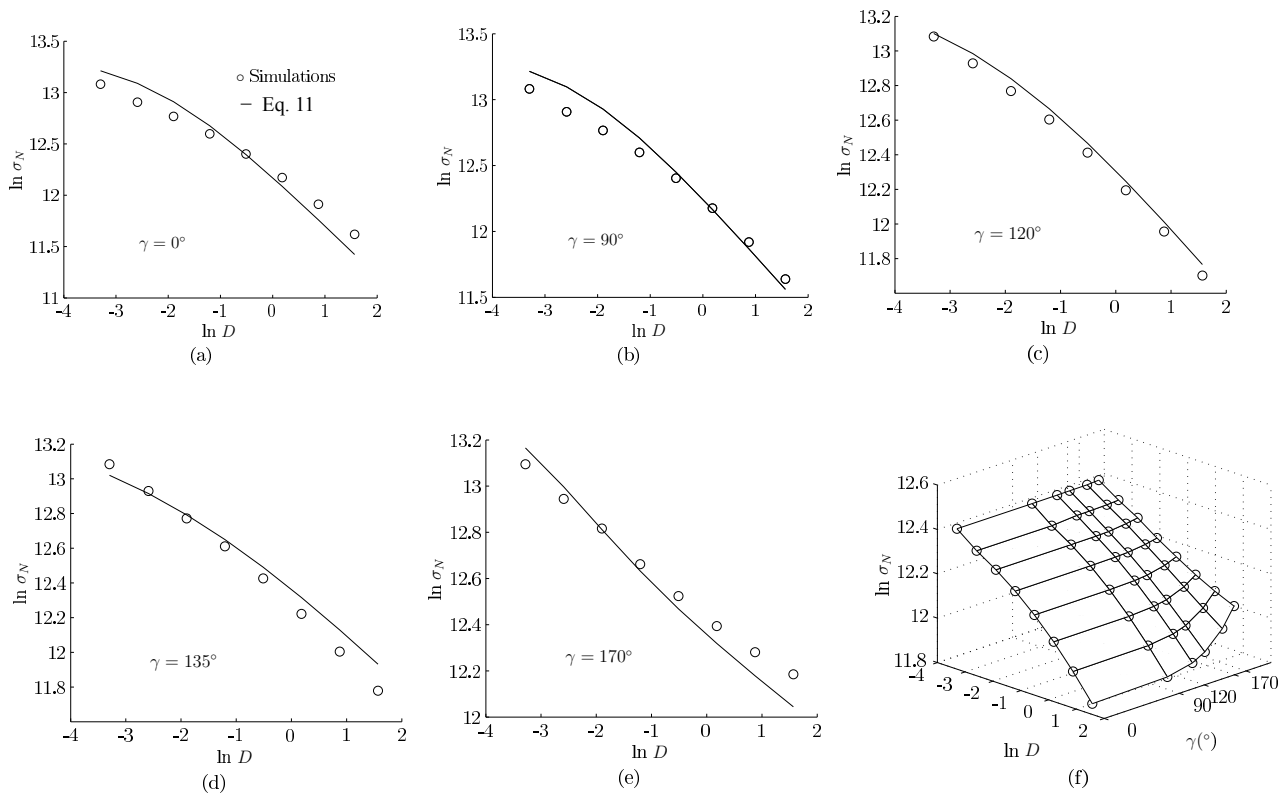 13.5
13
12.5
12
11.5
11
ln σ_N
-4 -3 -2 -1 0 1 2
ln D
○ Simulations
— Eq. 11
γ = 0°
(a)
13.5
13
12.5
12
11.5
ln σ_N
-4 -3 -2 -1 0 1 2
ln D
γ = 90°
(b)
13.2
13
12.8
12.6
12.4
12.2
12
11.8
ln σ_N
-4 -3 -2 -1 0 1 2
ln D
γ = 120°
(c)
13.2
13
12.8
12.6
12.4
12.2
12
11.8
ln σ_N
-4 -3 -2 -1 0 1 2
ln D
γ = 135°
(d)
13.2
13
12.8
12.6
12.4
12.2
12
ln σ_N
-4 -3 -2 -1 0 1 2
ln D
γ = 170°
(e)
12.6
12.4
12.2
12
11.8
ln σ_N
-4 -3 -2 -1 0 1 2
ln D
0 90 120 170
γ(°)
(f)